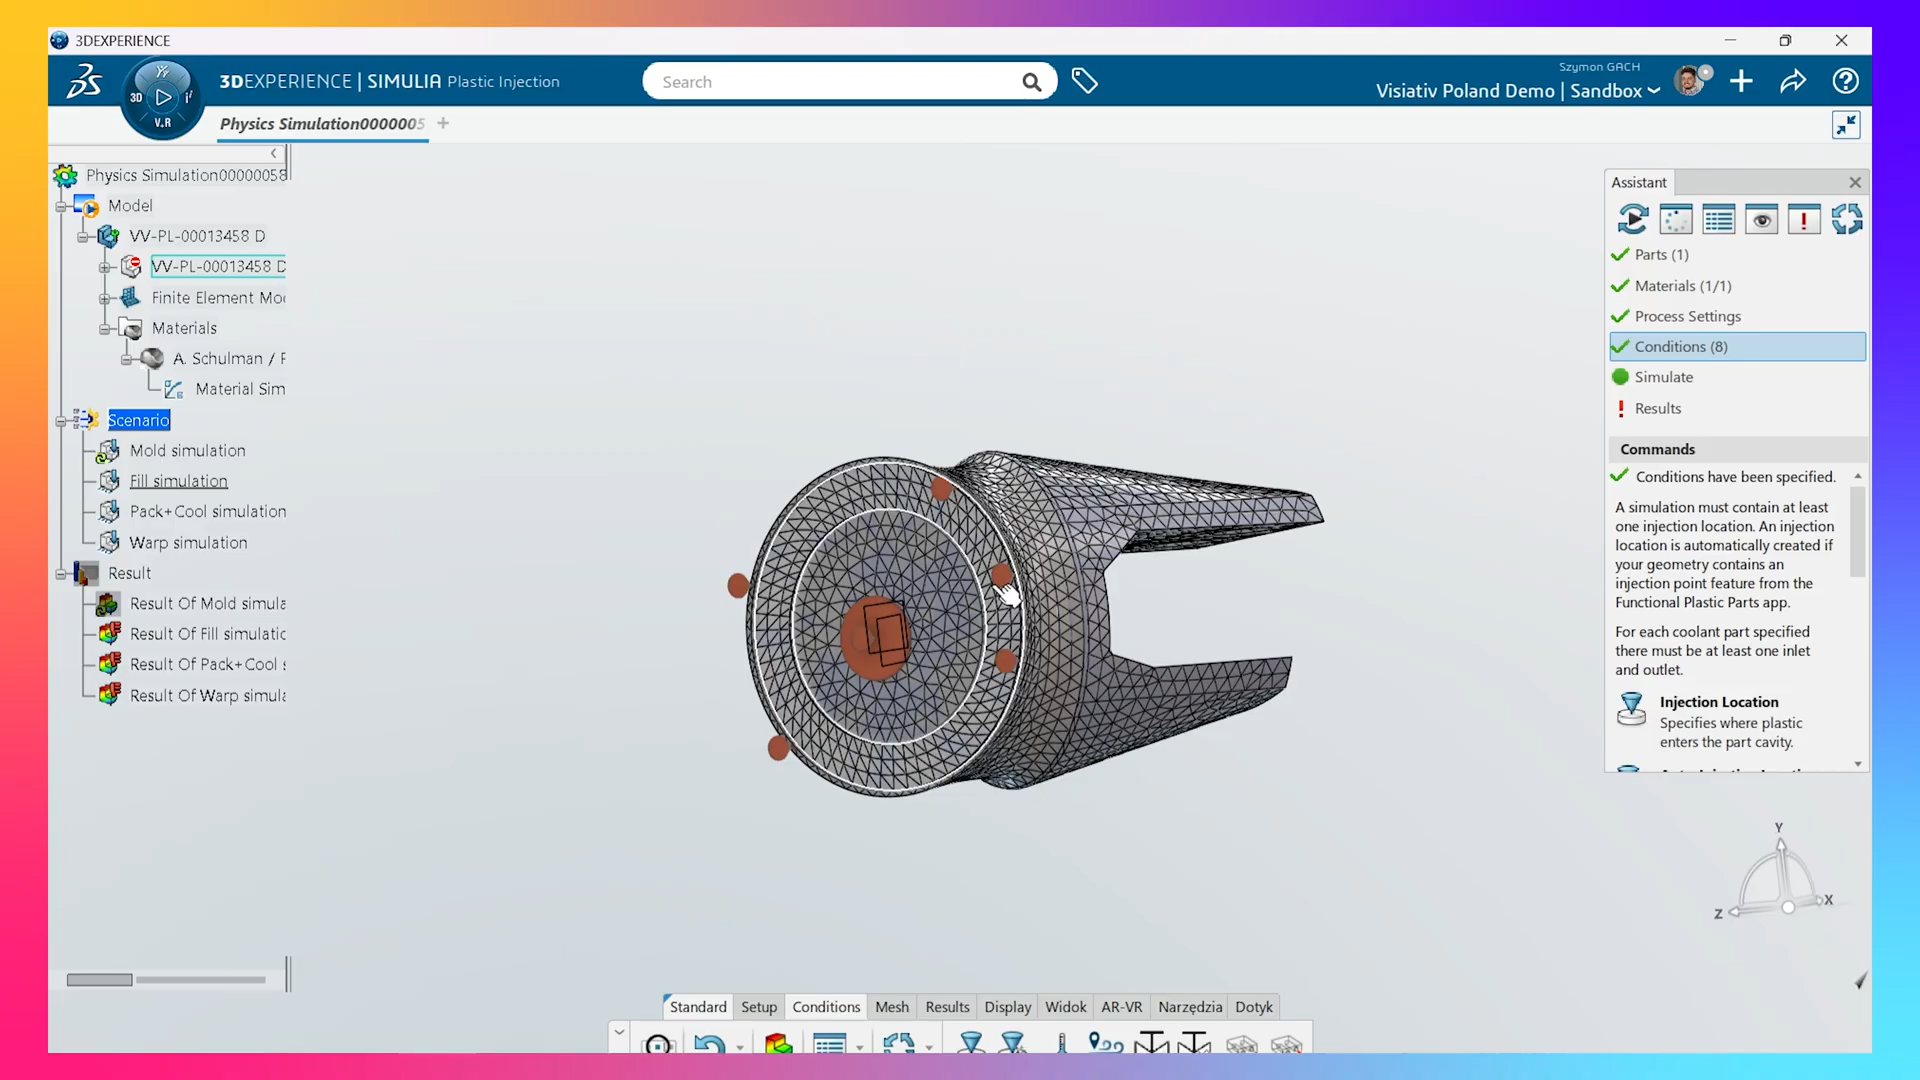 3DEXPERIENCE
3DEXPERIENCE | SIMULIA Plastic Injection
Search
Szymon GACH
Visiativ Poland Demo | Sandbox
3D
V.R
Physics Simulation0000005
Physics Simulation00000058
Model
VV-PL-00013458 D
VV-PL-00013458 D
Finite Element Mo
Materials
A. Schulman /
Material Sim
Scenario
Mold simulation
Fill simulation
Pack+Cool simulation
Warp simulation
Result
Result Of Mold simula
Result Of Fill simulatic
Result Of Pack+Cool
Result Of Warp simula
Assistant
Parts (1)
Materials (1/1)
Process Settings
Conditions (8)
Simulate
Results
Commands
Conditions have been specified.
A simulation must contain at least
one injection location. An injection
location is automatically created if
your geometry contains an
injection point feature from the
Functional Plastic Parts app.
For each coolant part specified
there must be at least one inlet
and outlet.
Injection Location
Specifies where plastic
enters the part cavity.
Y
X
Z
Standard Setup Conditions Mesh Results Display Widok AR-VR Narzędzia Dotyk